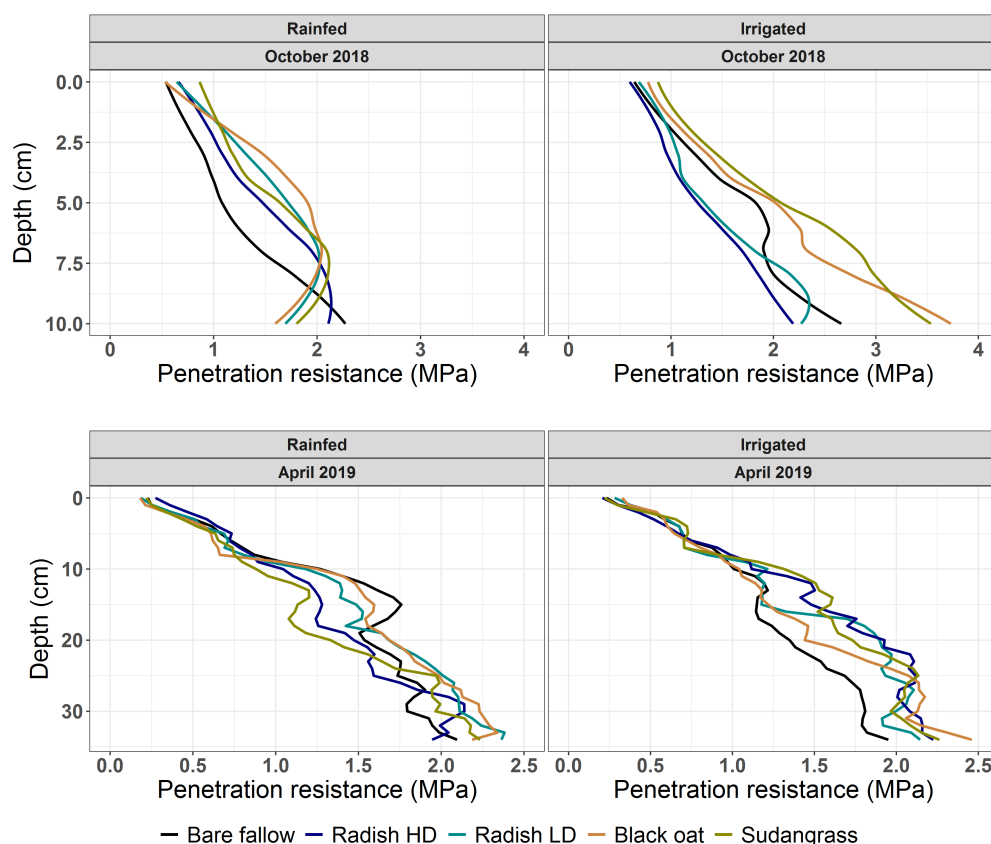 Rainfed Irrigated
October 2018 October 2018
Depth (cm)
0.0
2.5
5.0
7.5
10.0
0 1 2 3 4 0 1 2 3 4
Penetration resistance (MPa) Penetration resistance (MPa)
Rainfed Irrigated
April 2019 April 2019
Depth (cm)
0
10
20
30
0.0 0.5 1.0 1.5 2.0 2.5 0.0 0.5 1.0 1.5 2.0 2.5
Penetration resistance (MPa) Penetration resistance (MPa)
Bare fallow Radish HD Radish LD Black oat Sudangrass